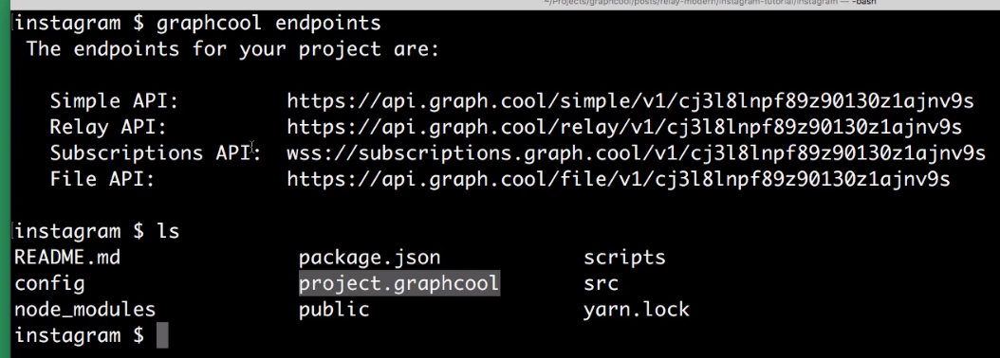 ~/Projects/graphcool/posts/relay-modern/instagram-tutorial/instagram — -bash
instagram $ graphcool endpoints
The endpoints for your project are:
Simple API: https://api.graph.cool/simple/v1/cj3l8lnpf89z90130z1ajnv9s
Relay API: https://api.graph.cool/relay/v1/cj3l8lnpf89z90130z1ajnv9s
Subscriptions API: wss://subscriptions.graph.cool/v1/cj3l8lnpf89z90130z1ajnv9s
File API: https://api.graph.cool/file/v1/cj3l8lnpf89z90130z1ajnv9s
instagram $ ls
README.md package.json scripts
config project.graphcool src
node_modules public yarn.lock
instagram $